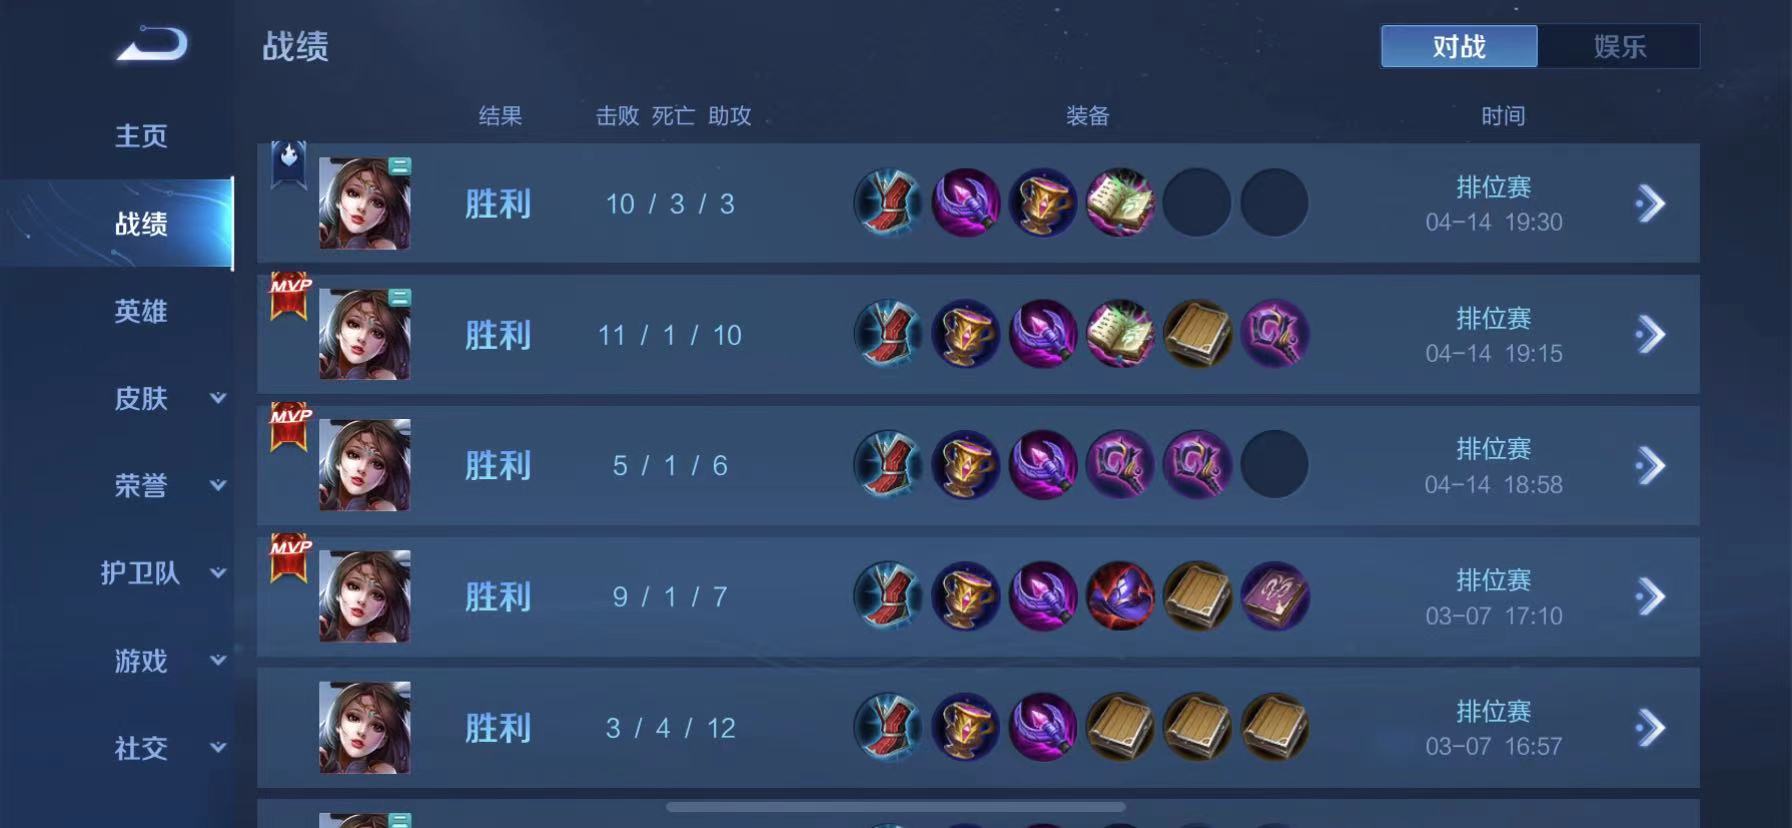 战绩
对战 娱乐
结果 击败 死亡 助攻 装备 时间
主页
战绩
英雄
皮肤
荣誉
护卫队
游戏
社交
胜利 10 / 3 / 3 排位赛
04-14 19:30
MVP
胜利 11 / 1 / 10 排位赛
04-14 19:15
MVP
胜利 5 / 1 / 6 排位赛
04-14 18:58
MVP
胜利 9 / 1 / 7 排位赛
03-07 17:10
胜利 3 / 4 / 12 排位赛
03-07 16:57